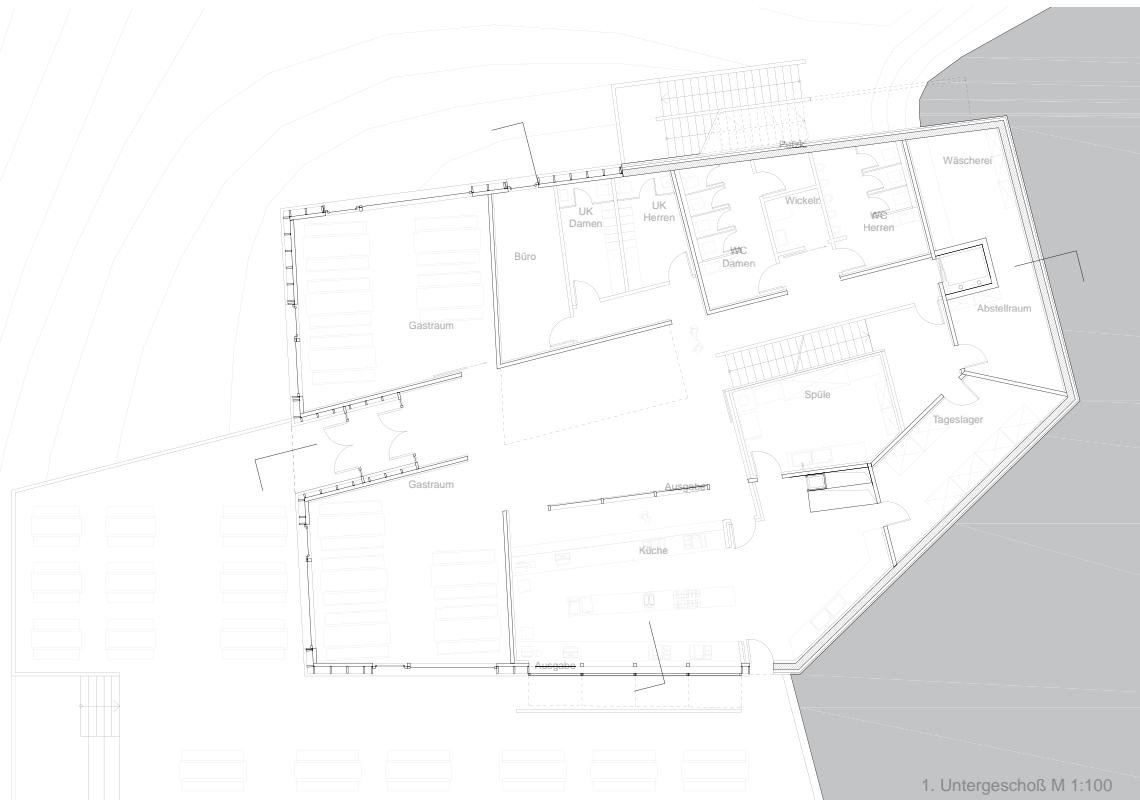 Wäscherei
Wickelr.
UK
Damen
UK
Herren
WC
Herren
Büro
WC
Damen
Abstellraum
Gastraum
Spüle
Tageslager
Gastraum
Ausgabe
Küche
Ausgabe
1. Untergeschoß M 1:100